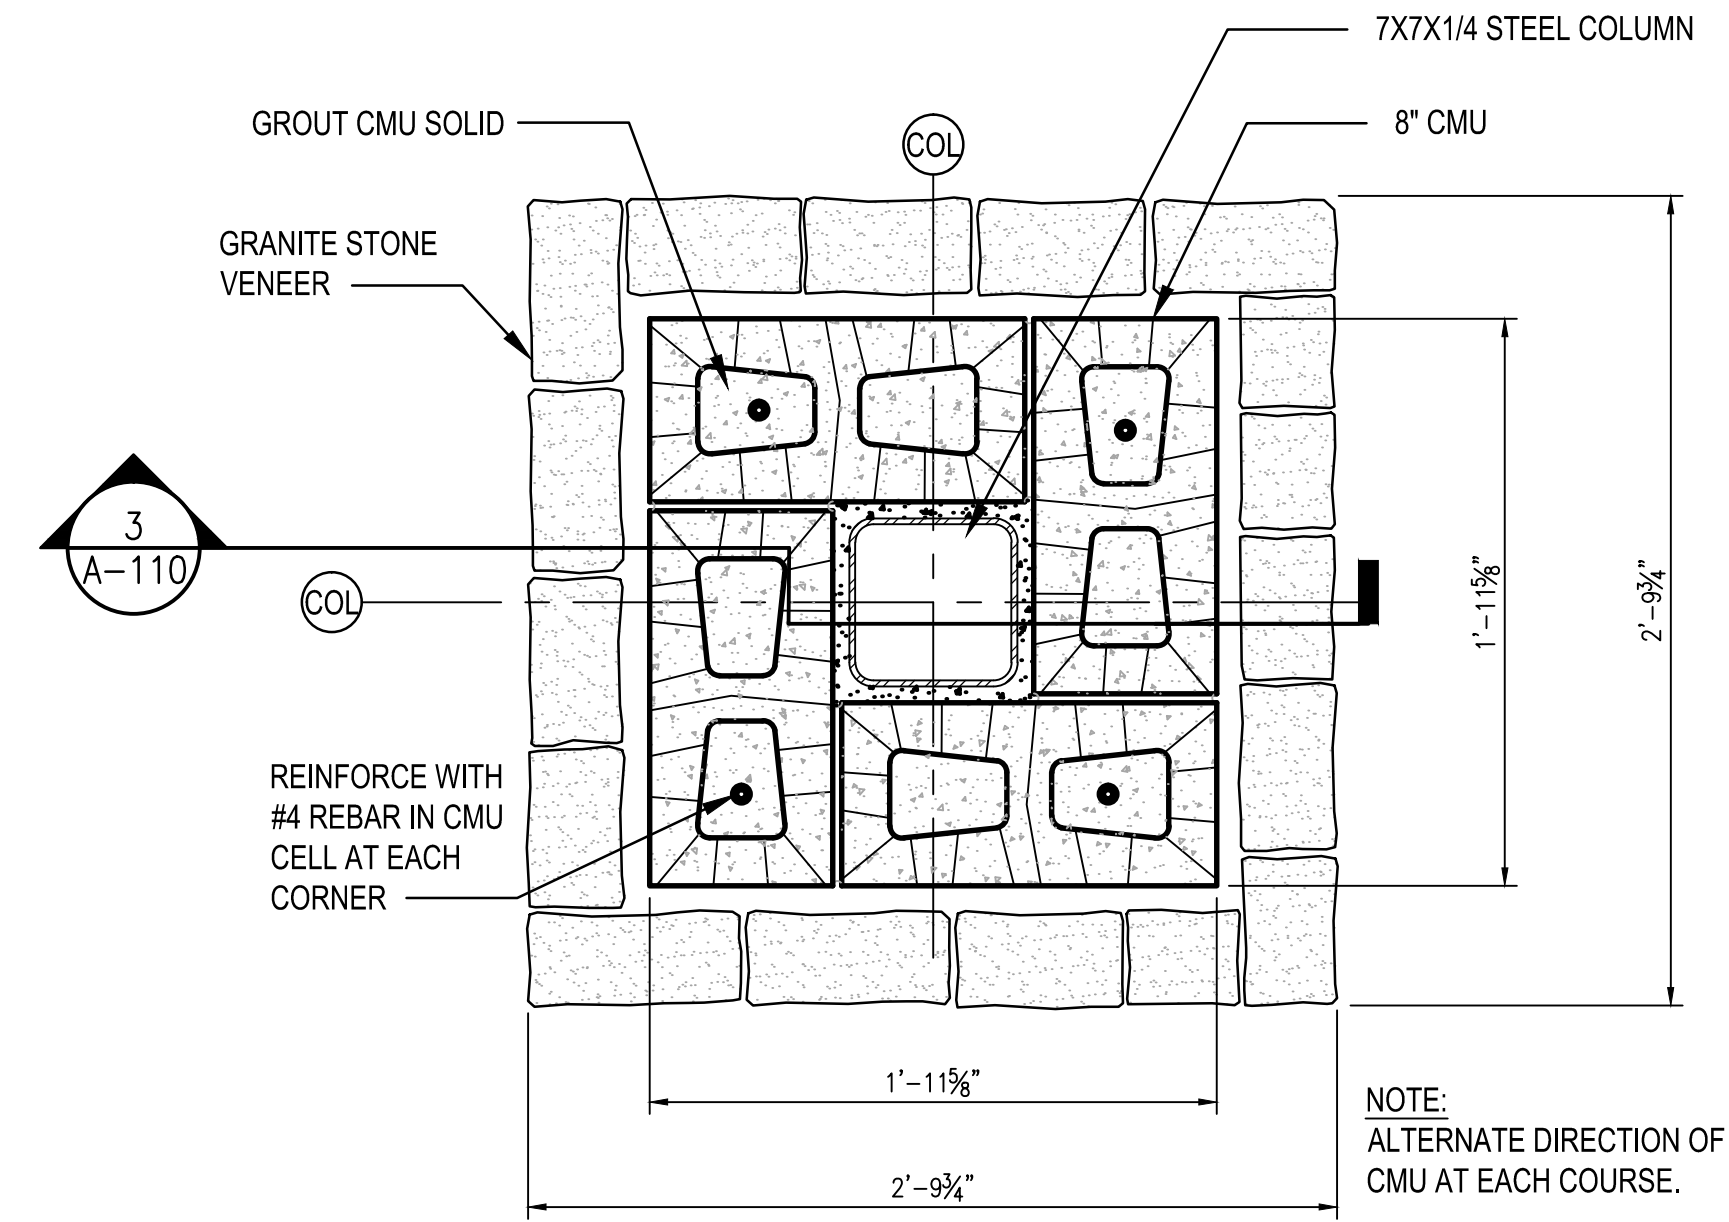 7X7X1/4 STEEL COLUMN
GROUT CMU SOLID
COL
8" CMU
GRANITE STONE
VENEER
3
A-110
COL
1'-11⅝"
2'-9¾"
REINFORCE WITH
#4 REBAR IN CMU
CELL AT EACH
CORNER
1'-11⅝"
2'-9¾"
NOTE:
ALTERNATE DIRECTION OF
CMU AT EACH COURSE.